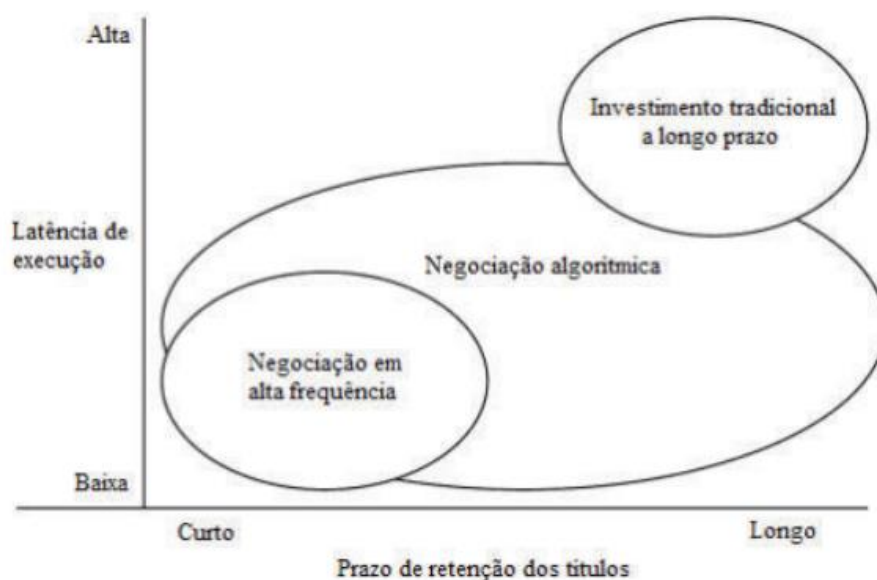 Alta
Investimento tradicional
a longo prazo
Latência de
execução
Negociação algoritmica
Negociação em
alta frequência
Baixa
Curto
Longo
Prazo de retenção dos titulos